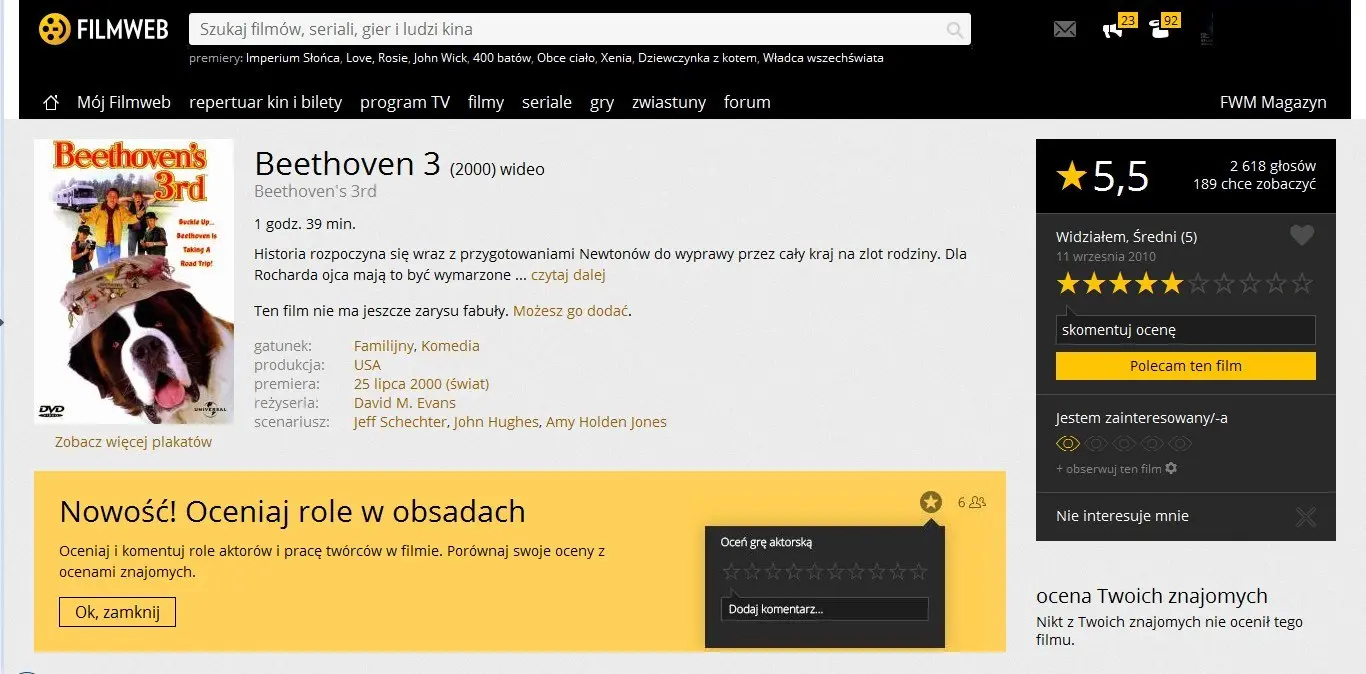 FILMWEB
Szukaj filmów, seriali, gier i ludzi kina
23
92
premiery: Imperium Słońca, Love, Rosie, John Wick, 400 batów, Obce ciało, Xenia, Dziewczynka z kotem, Władca wszechświata
Mój Filmweb repertuar kin i bilety program TV filmy seriale gry zwiastuny forum FWM Magazyn
Beethoven's
3rd
Buckle Up...
Beethoven Is
Taking A
Road Trip!
DVD
VIDEO
UNIVERSAL
Zobacz więcej plakatów
Beethoven 3 (2000) wideo
Beethoven's 3rd
1 godz. 39 min.
Historia rozpoczyna się wraz z przygotowaniami Newtonów do wyprawy przez cały kraj na zlot rodziny. Dla
Rocharda ojca mają to być wymarzone ... czytaj dalej
Ten film nie ma jeszcze zarysu fabuły. Możesz go dodać.
gatunek: Familijny, Komedia
produkcja: USA
premiera: 25 lipca 2000 (świat)
reżyseria: David M. Evans
scenariusz: Jeff Schechter, John Hughes, Amy Holden Jones
5,5
2 618 głosów
189 chce zobaczyć
Widziałem, Średni (5)
11 września 2010
skomentuj ocenę
Polecam ten film
Jestem zainteresowany/-a
+ obserwuj ten film
Nie interesuje mnie
Nowość! Oceniaj role w obsadach
Oceniaj i komentuj role aktorów i pracę twórców w filmie. Porównaj swoje oceny z
ocenami znajomych.
Ok, zamknij
6
Oceń grę aktorską
Dodaj komentarz...
ocena Twoich znajomych
Nikt z Twoich znajomych nie ocenił tego
filmu.